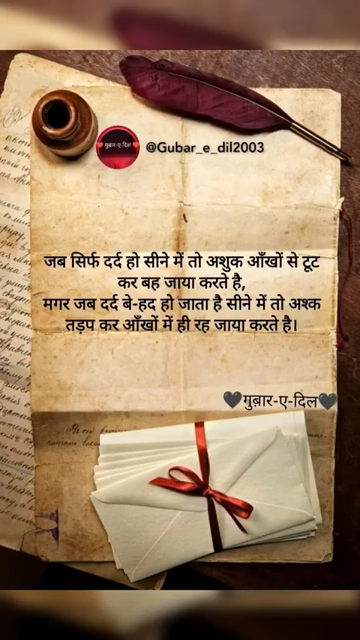 ❤️गुबार-ए-दिल❤️
@Gubar_e_dil2003
जब सिर्फ दर्द हो सीने में तो अशुक आँखों से टूट
कर बह जाया करते है,
मगर जब दर्द बे-हद हो जाता है सीने में तो अश्क
तड़प कर आँखों में ही रह जाया करते है।
🖤गुब़ार-ए-दिल🖤